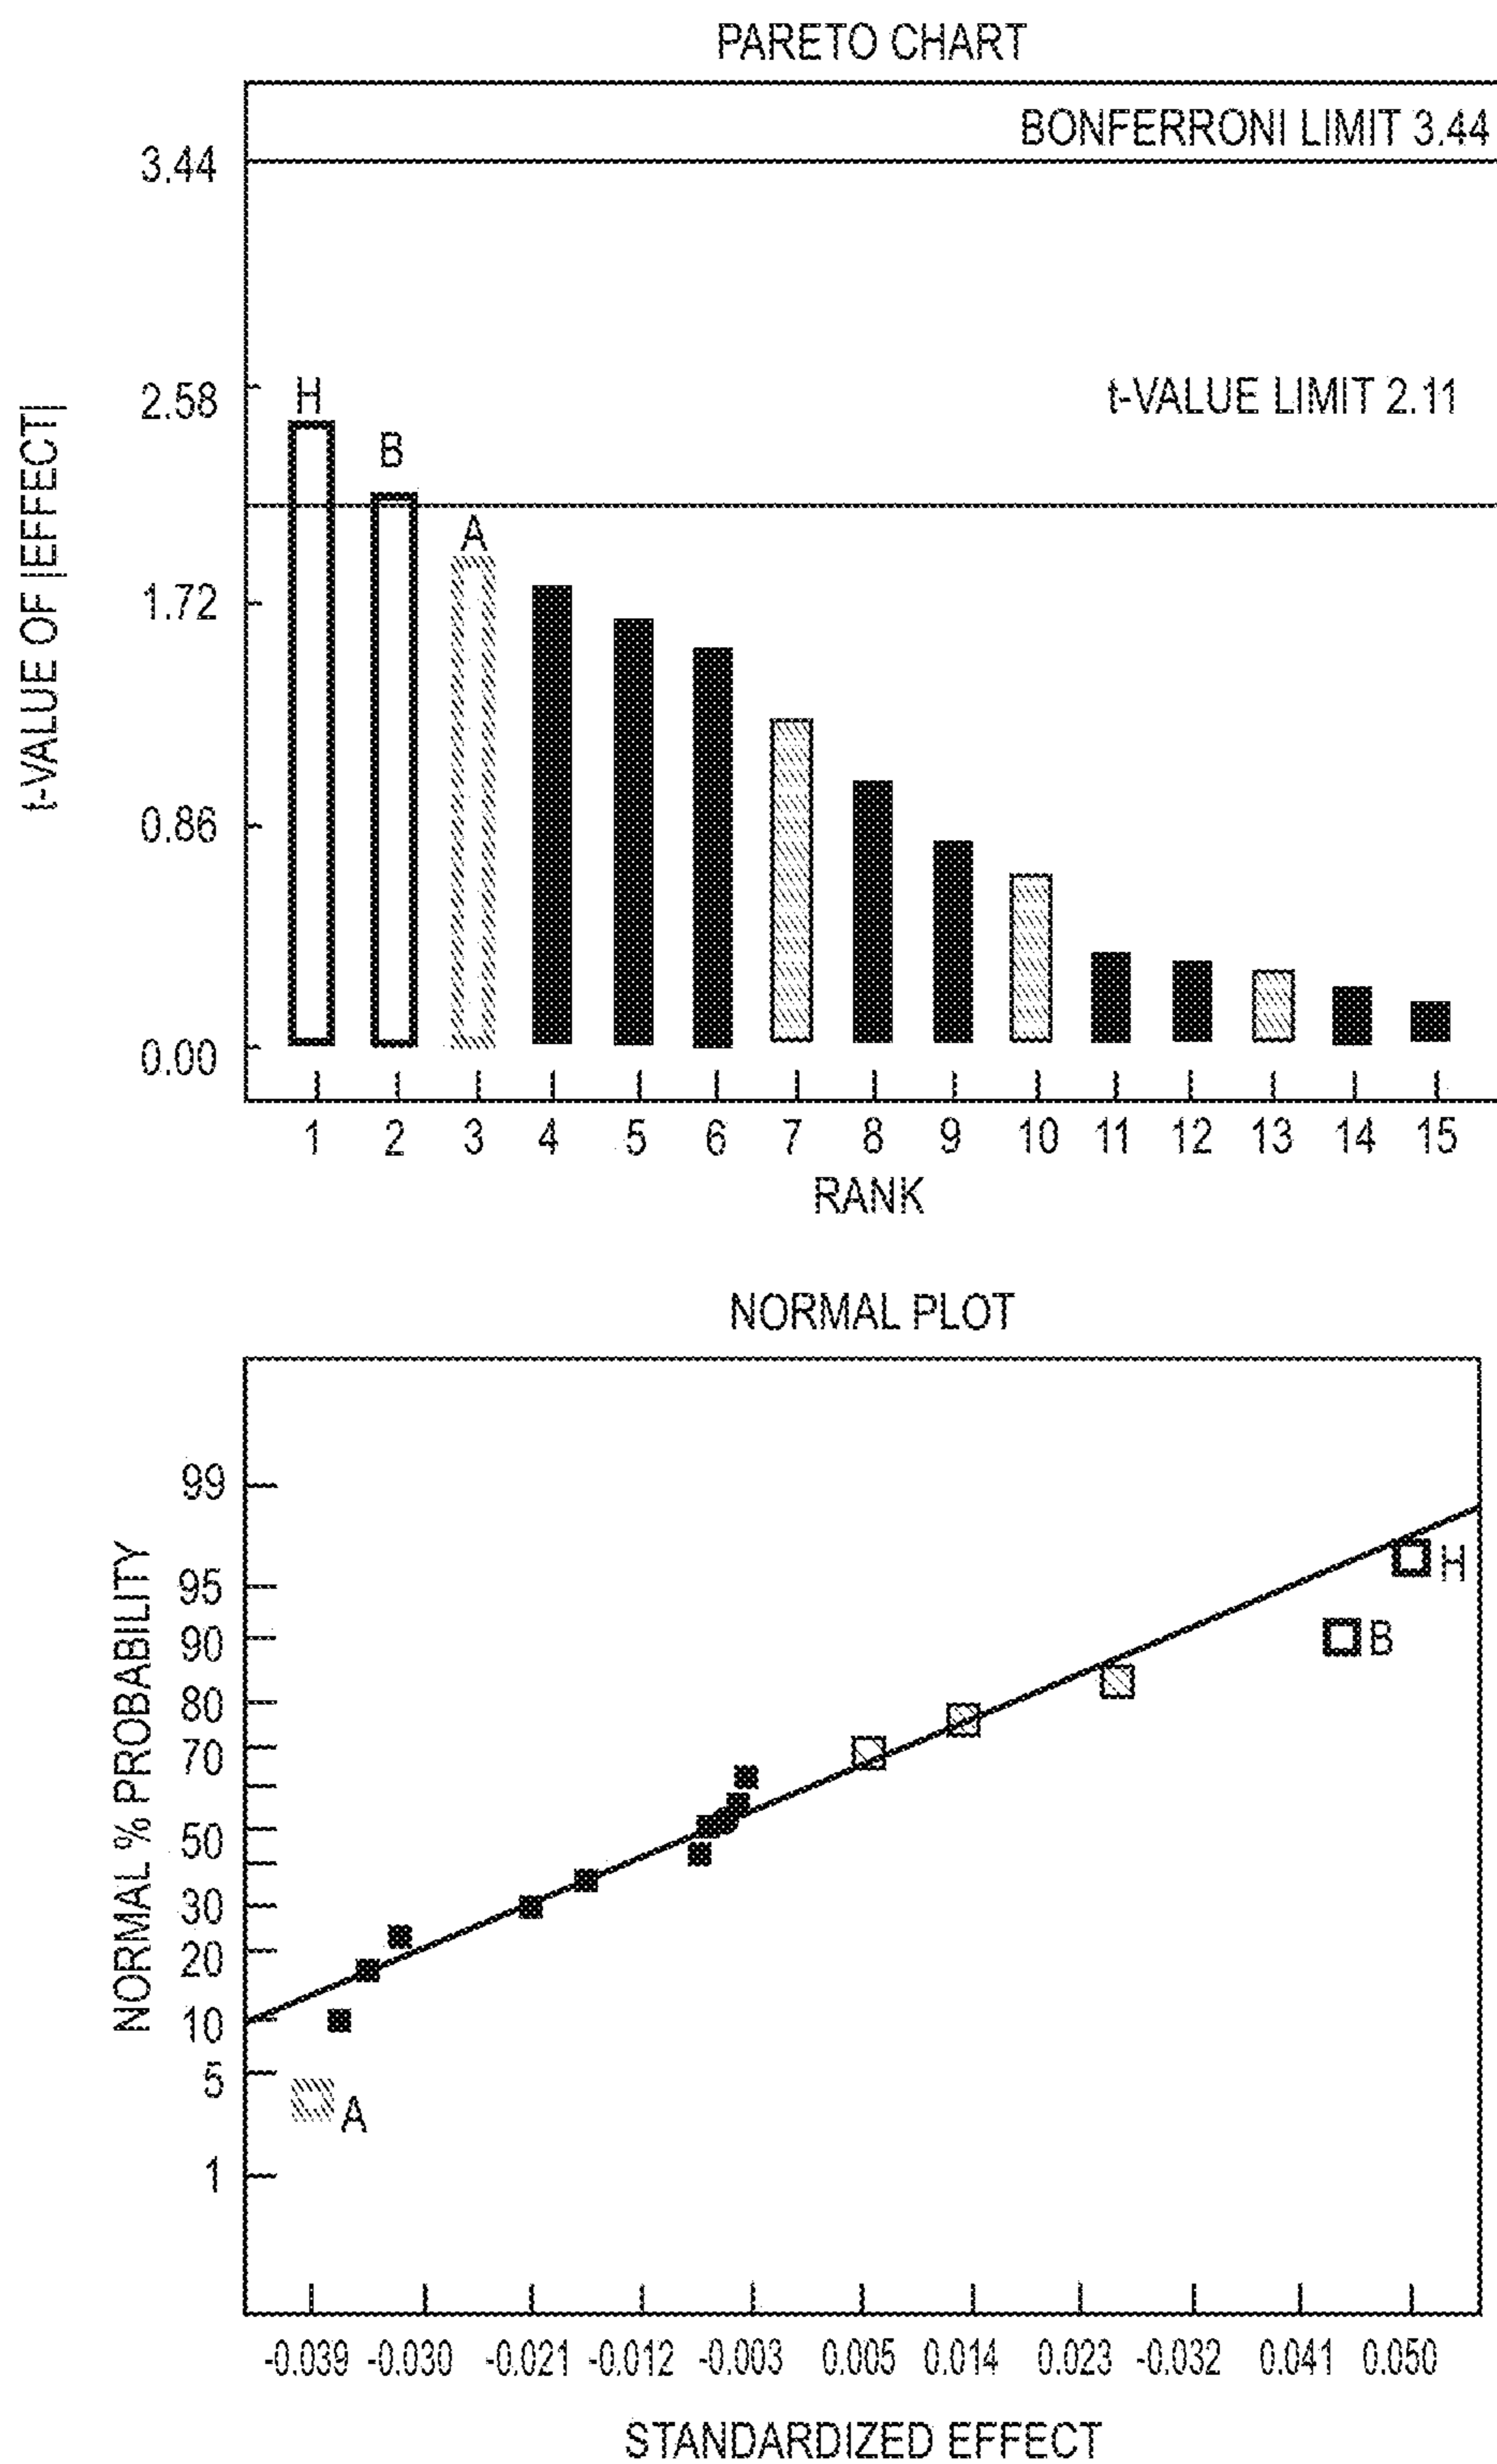 PARETO CHART
BONFERRONI LIMIT 3.44
3.44
t-VALUE LIMIT 2.11
2.58
H
B
A
1.72
0.86
0.00
t-VALUE OF |EFFECT|
1 2 3 4 5 6 7 8 9 10 11 12 13 14 15
RANK
NORMAL PLOT
99
95
90
80
70
50
30
20
10
5
1
NORMAL % PROBABILITY
H
B
A
-0.039 -0.030 -0.021 -0.012 -0.003 0.005 0.014 0.023 -0.032 0.041 0.050
STANDARDIZED EFFECT